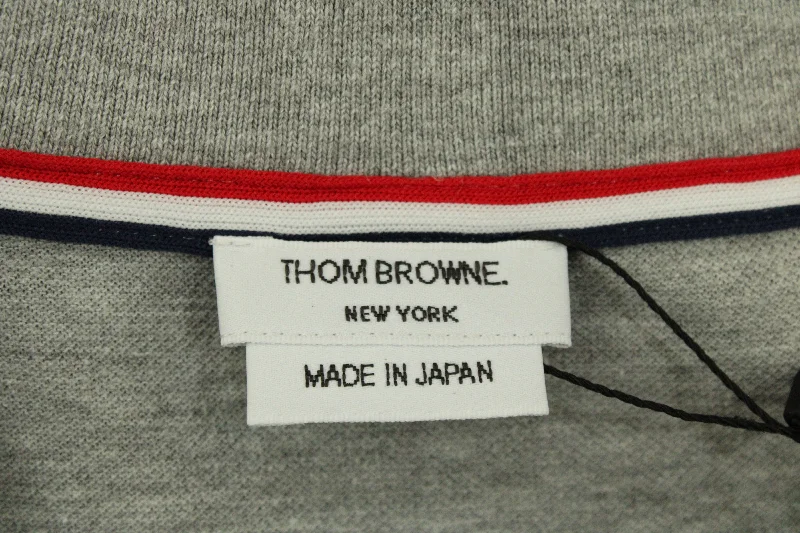 THOM BROWNE.
NEW YORK
MADE IN JAPAN